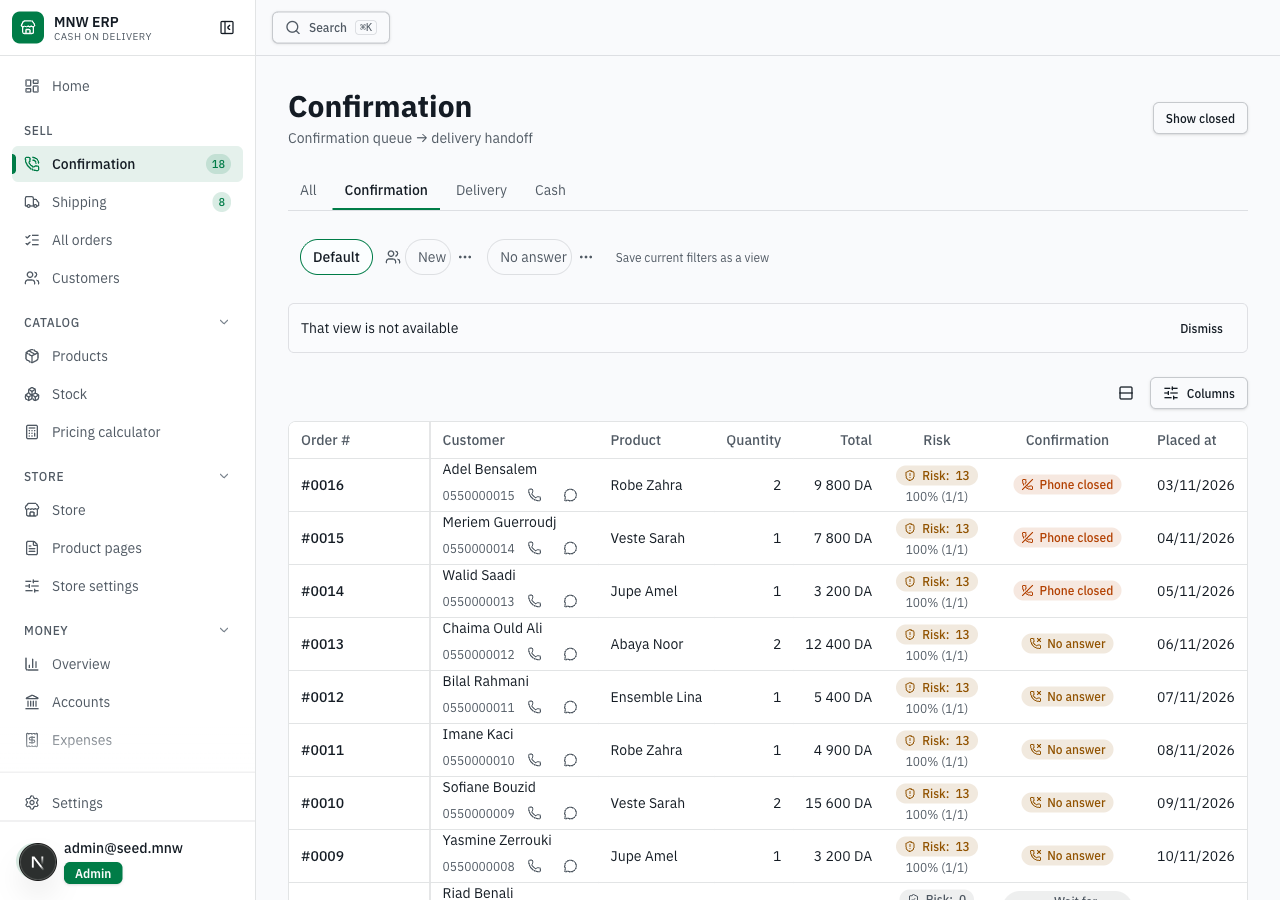 MNW ERP
CASH ON DELIVERY
Search ⌘K
Home
SELL
Confirmation 18
Shipping 8
All orders
Customers
CATALOG
Products
Stock
Pricing calculator
STORE
Store
Product pages
Store settings
MONEY
Overview
Accounts
Expenses
Settings
N
admin@seed.mnw
Admin
Confirmation
Confirmation queue → delivery handoff
Show closed
All Confirmation Delivery Cash
Default New ··· No answer ··· Save current filters as a view
That view is not available Dismiss
Columns
Order # Customer Product Quantity Total Risk Confirmation Placed at
#0016 Adel Bensalem 0550000015 Robe Zahra 2 9 800 DA Risk: 13 100% (1/1) Phone closed 03/11/2026
#0015 Meriem Guerroudj 0550000014 Veste Sarah 1 7 800 DA Risk: 13 100% (1/1) Phone closed 04/11/2026
#0014 Walid Saadi 0550000013 Jupe Amel 1 3 200 DA Risk: 13 100% (1/1) Phone closed 05/11/2026
#0013 Chaima Ould Ali 0550000012 Abaya Noor 2 12 400 DA Risk: 13 100% (1/1) No answer 06/11/2026
#0012 Bilal Rahmani 0550000011 Ensemble Lina 1 5 400 DA Risk: 13 100% (1/1) No answer 07/11/2026
#0011 Imane Kaci 0550000010 Robe Zahra 1 4 900 DA Risk: 13 100% (1/1) No answer 08/11/2026
#0010 Sofiane Bouzid 0550000009 Veste Sarah 2 15 600 DA Risk: 13 100% (1/1) No answer 09/11/2026
#0009 Yasmine Zerrouki 0550000008 Jupe Amel 1 3 200 DA Risk: 13 100% (1/1) No answer 10/11/2026
Riad Benali Risk: 0 Wait for